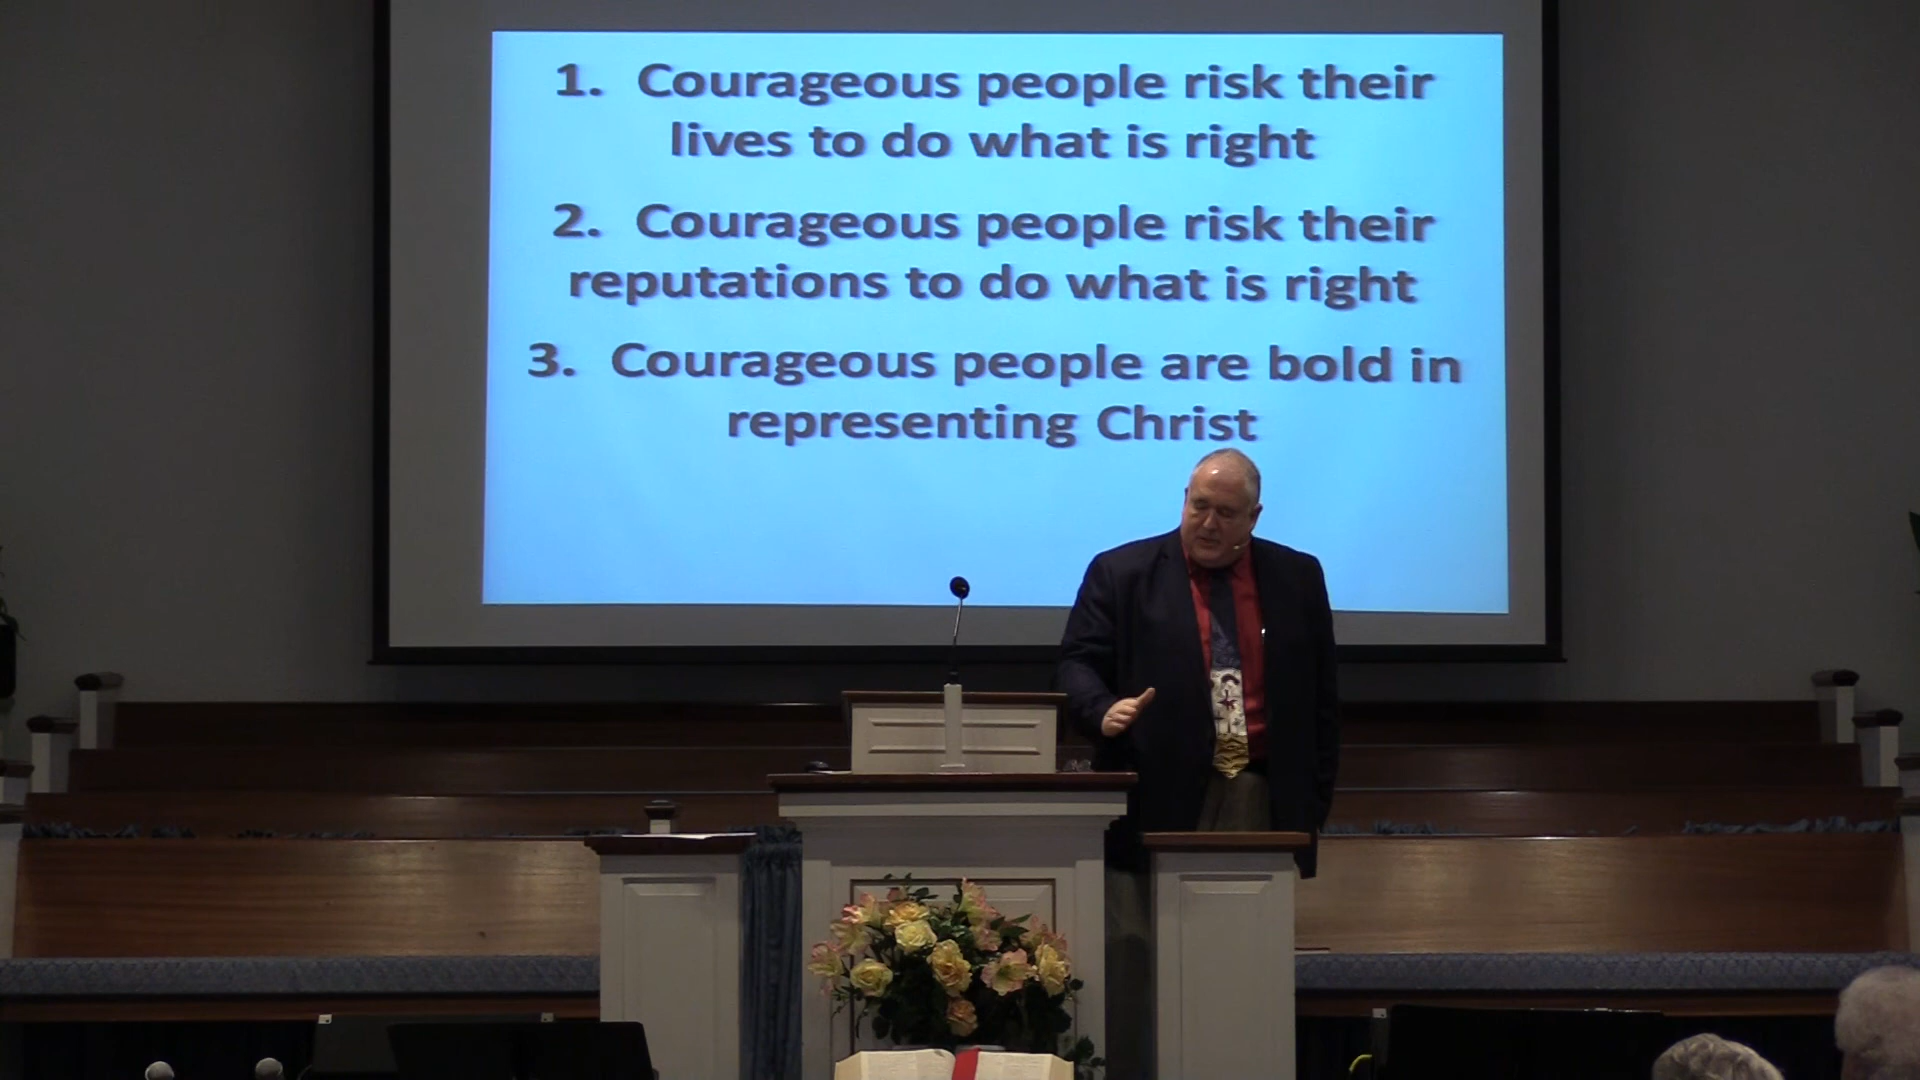 1. Courageous people risk their
lives to do what is right
2. Courageous people risk their
reputations to do what is right
3. Courageous people are bold in
representing Christ